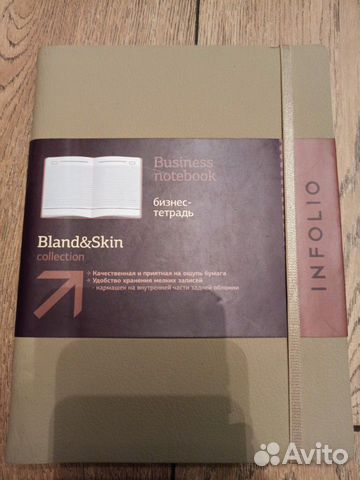 Business
notebook
бизнес-
тетрадь
Bland&Skin
collection
Качественная и приятная на ощупь бумага
Удобство хранения мелких записей
- кармашек на внутренней части задней обложки
INFOLIO
Avito